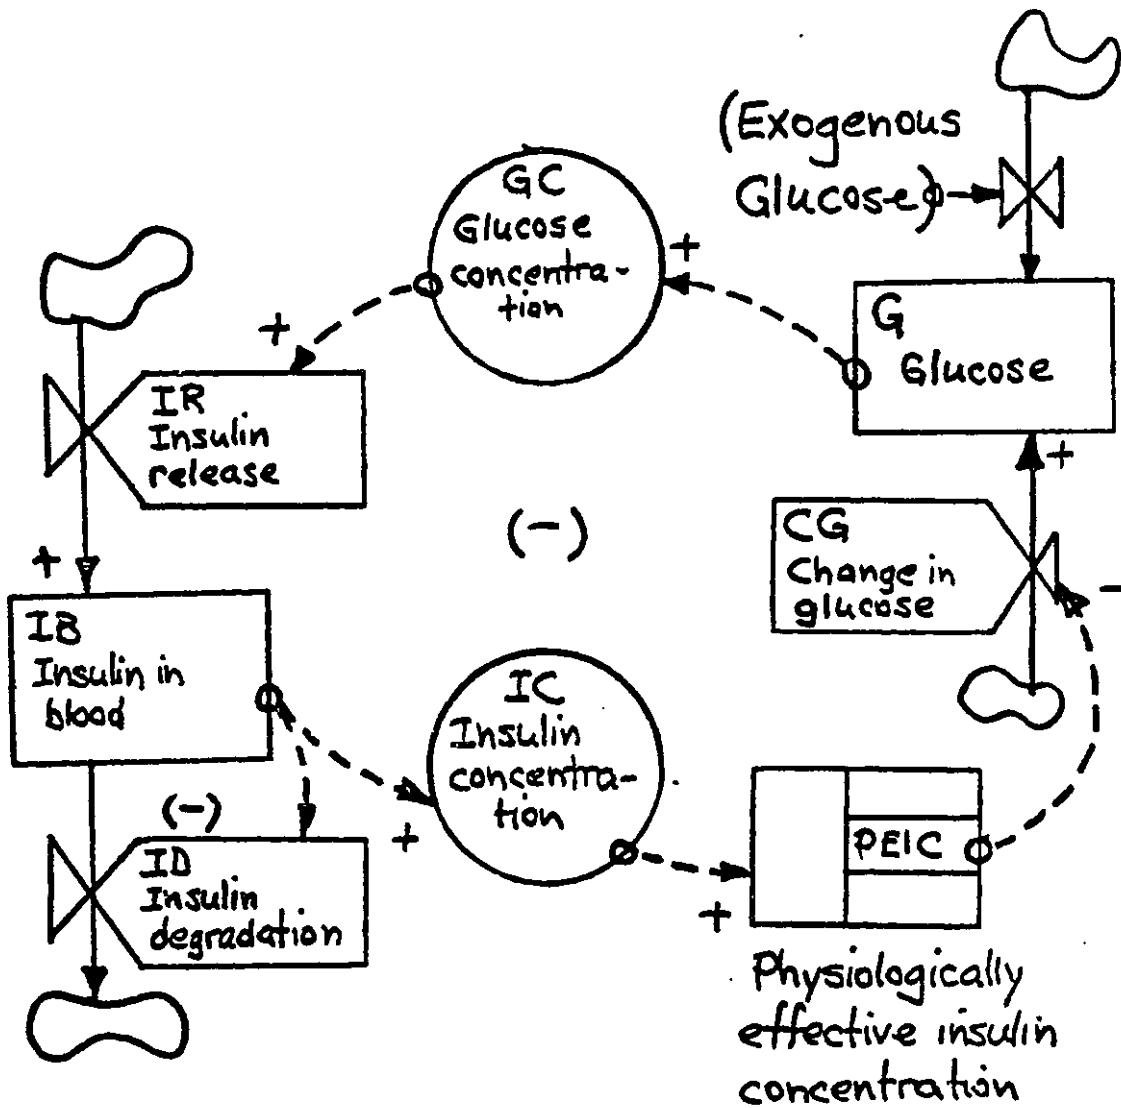 (Exogenous
Glucose)
GC
Glucose
concentra-
tion
+
+
G
Glucose
IR
Insulin
release
+
(-)
CG
Change in
glucose
+
-
IB
Insulin in
blood
IC
Insulin
concentra-
tion
+
(-)
ID
Insulin
degradation
PEIC
+
Physiologically
effective insulin
concentration